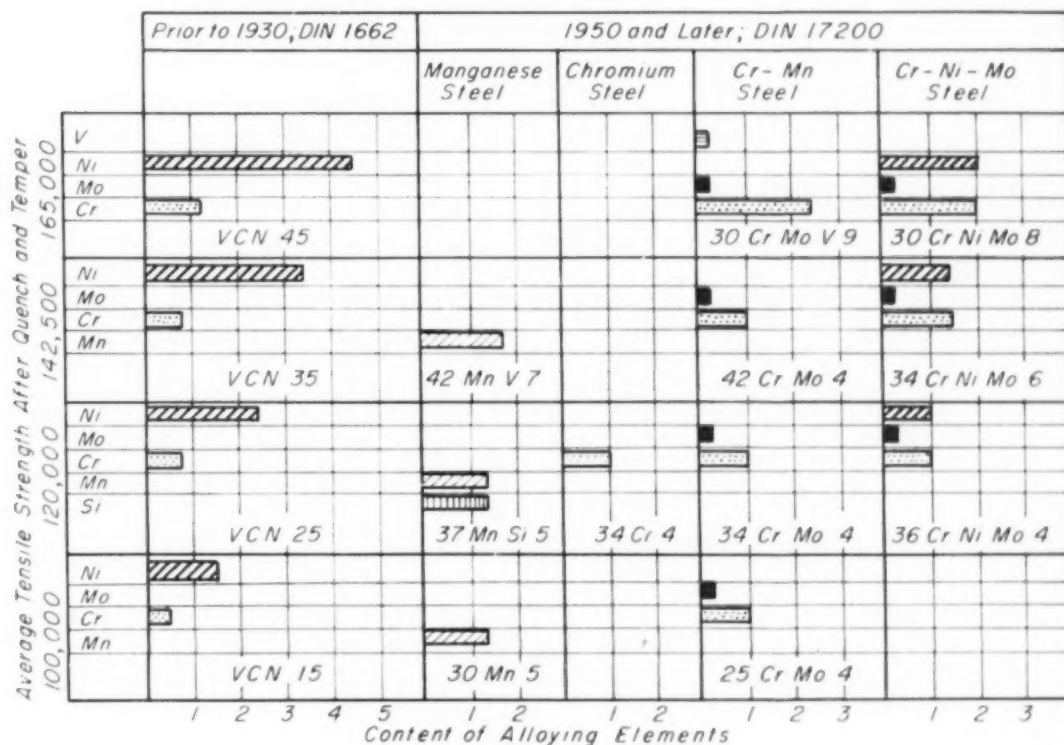 Prior to 1930, DIN 1662
1950 and Later; DIN 17200
Manganese Steel
Chromium Steel
Cr-Mn Steel
Cr-Ni-Mo Steel
Average Tensile Strength After Quench and Temper
165,000
V
Ni
Mo
Cr
VCN 45
30 Cr Mo V 9
30 Cr Ni Mo 8
142,500
Ni
Mo
Cr
Mn
VCN 35
42 Mn V 7
42 Cr Mo 4
34 Cr Ni Mo 6
120,000
Ni
Mo
Cr
Mn
Si
VCN 25
37 Mn Si 5
34 Cr 4
34 Cr Mo 4
36 Cr Ni Mo 4
100,000
Ni
Mo
Cr
Mn
VCN 15
30 Mn 5
25 Cr Mo 4
1 2 3 4 5 1 2 1 2 1 2 3 1 2 3
Content of Alloying Elements